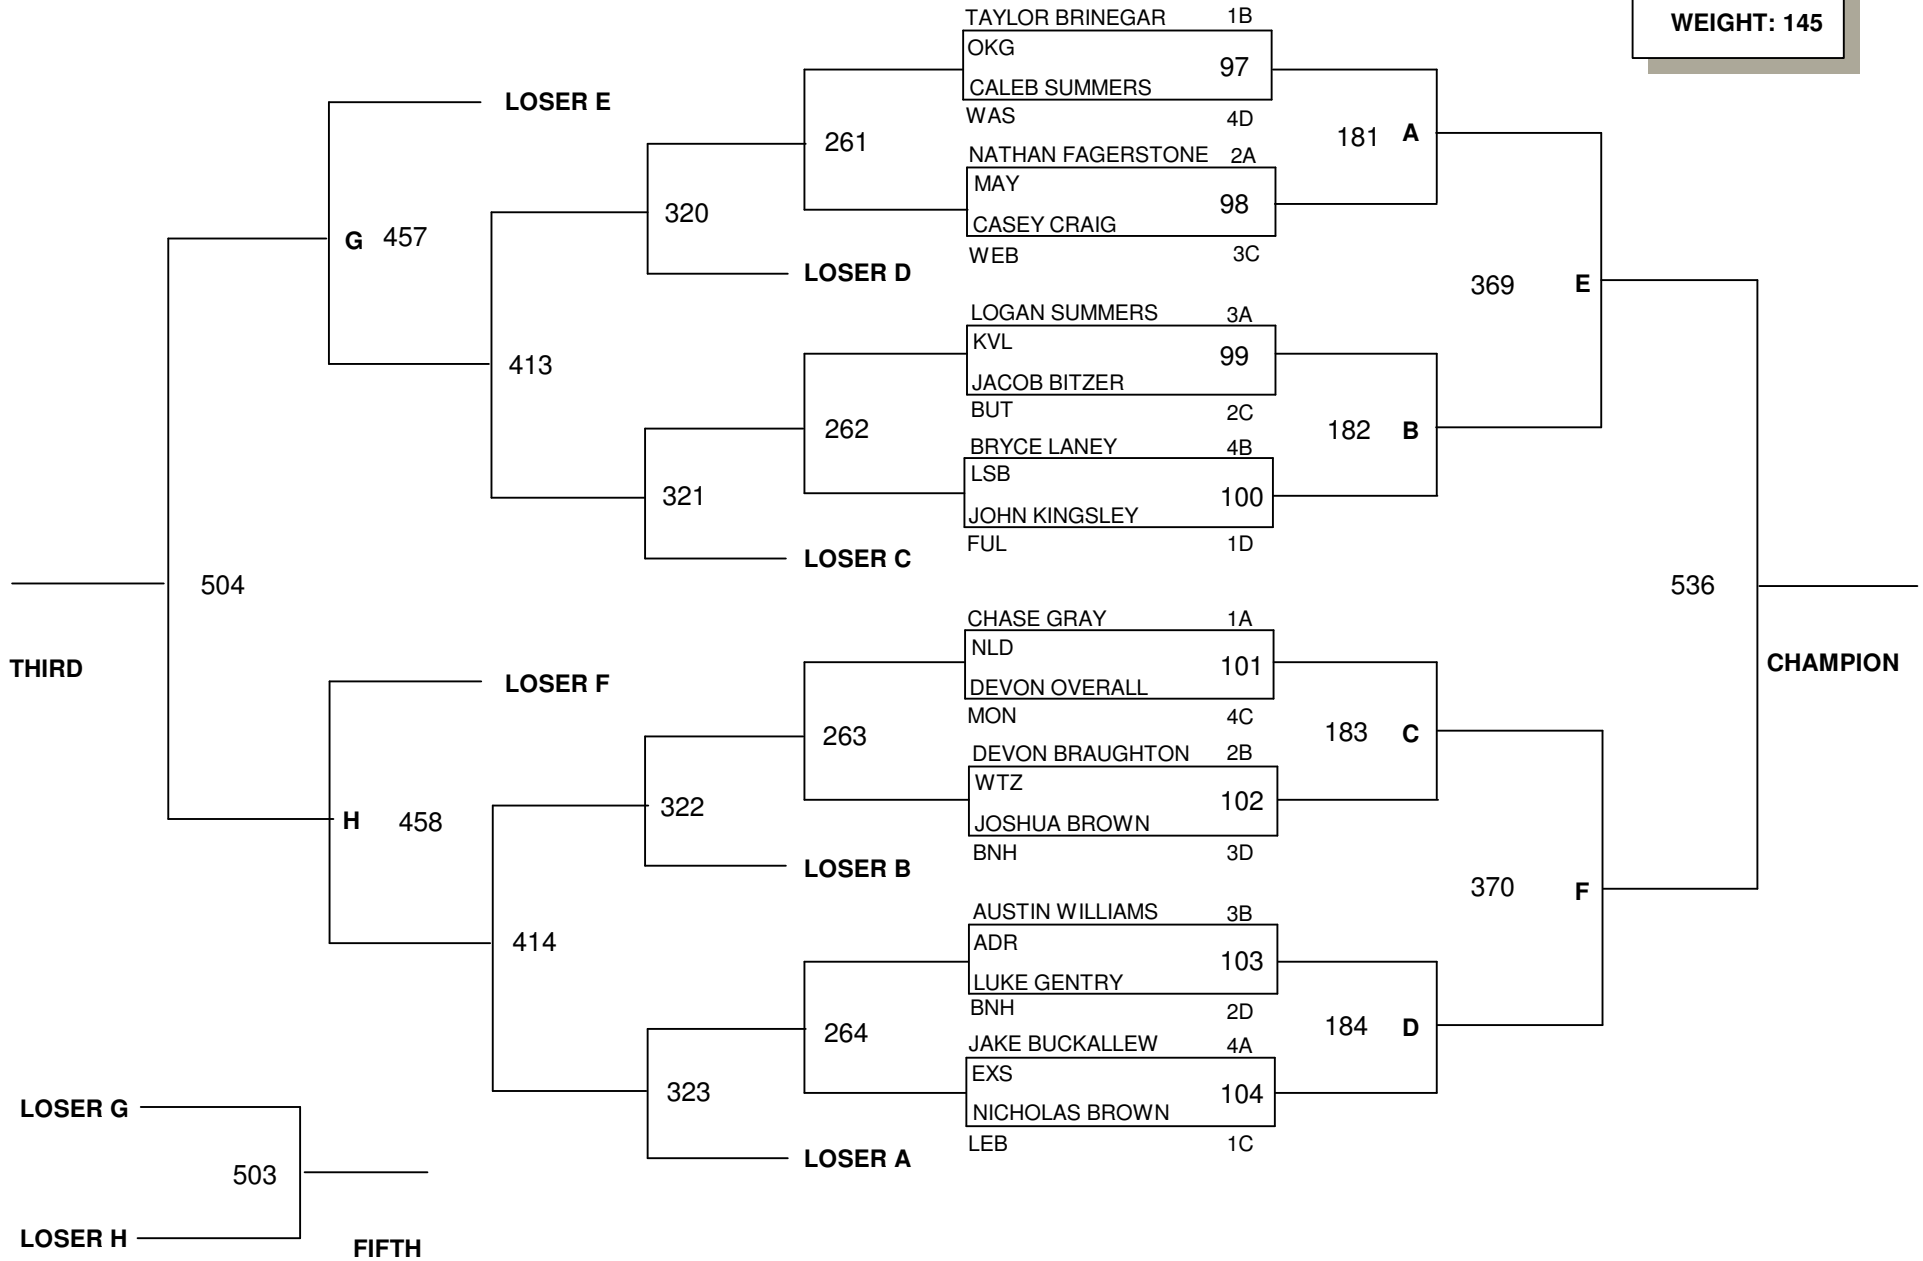 WEIGHT: 145
TAYLOR BRINEGAR 1B
OKG
97
CALEB SUMMERS
WAS 4D
NATHAN FAGERSTONE 2A
MAY
98
CASEY CRAIG
WEB 3C
LOGAN SUMMERS 3A
KVL
99
JACOB BITZER
BUT 2C
BRYCE LANEY 4B
LSB
100
JOHN KINGSLEY
FUL 1D
CHASE GRAY 1A
NLD
101
DEVON OVERALL
MON 4C
DEVON BRAUGHTON 2B
WTZ
102
JOSHUA BROWN
BNH 3D
AUSTIN WILLIAMS 3B
ADR
103
LUKE GENTRY
BNH 2D
JAKE BUCKALLEW 4A
EXS
104
NICHOLAS BROWN
LEB 1C
181 A
182 B
183 C
184 D
369 E
370 F
536
CHAMPION
261
262
263
264
320
LOSER D
321
LOSER C
322
LOSER B
323
LOSER A
413
414
LOSER E
G 457
LOSER F
H 458
504
THIRD
LOSER G
503
LOSER H
FIFTH